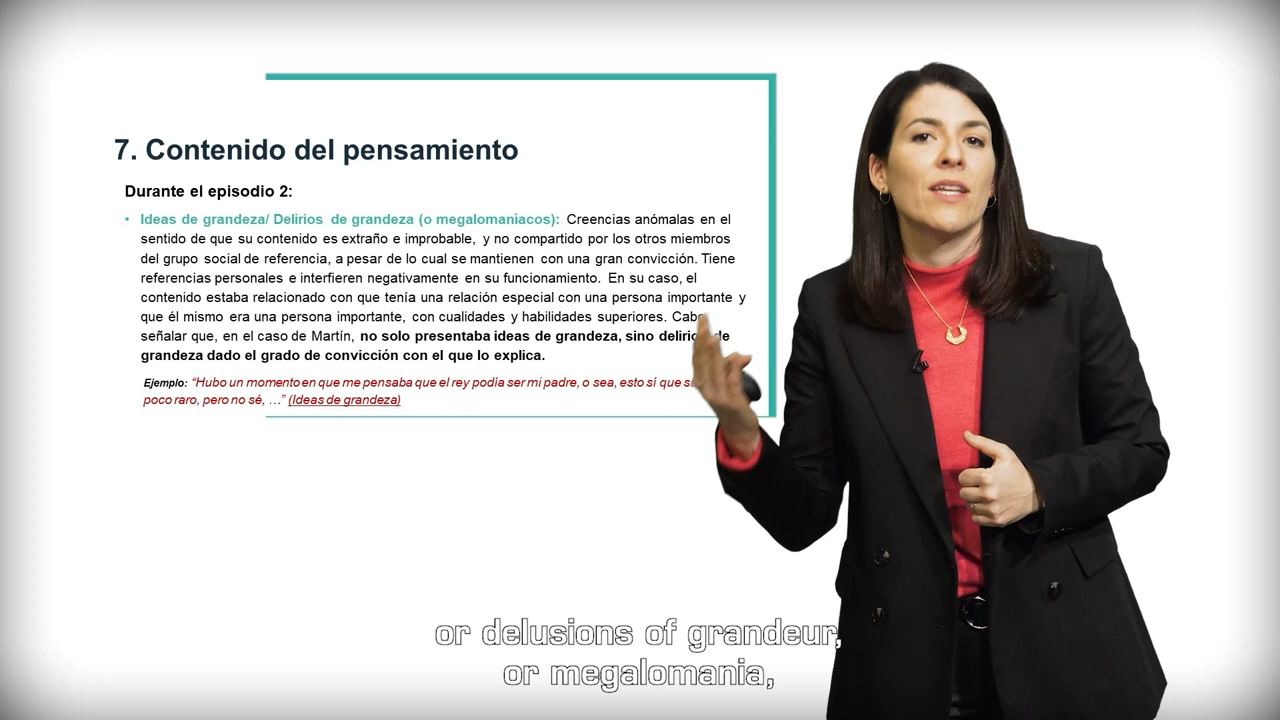 7. Contenido del pensamiento
Durante el episodio 2:
• Ideas de grandeza/ Delirios de grandeza (o megalomaniacos): Creencias anómalas en el
sentido de que su contenido es extraño e improbable, y no compartido por los otros miembros
del grupo social de referencia, a pesar de lo cual se mantienen con una gran convicción. Tiene
referencias personales e interfieren negativamente en su funcionamiento. En su caso, el
contenido estaba relacionado con que tenía una relación especial con una persona importante y
que él mismo era una persona importante, con cualidades y habilidades superiores.
señalar que, en el caso de Martín, no solo presentaba ideas de grandeza, sino
grandeza dado el grado de convicción con el que lo explica.
Ejemplo: “Hubo un momento en que me pensaba que el rey podía ser mi padre, o sea, esto sí que
poco raro, pero no sé, …” (Ideas de grandeza)
or delusions of grandeur,
or megalomania,